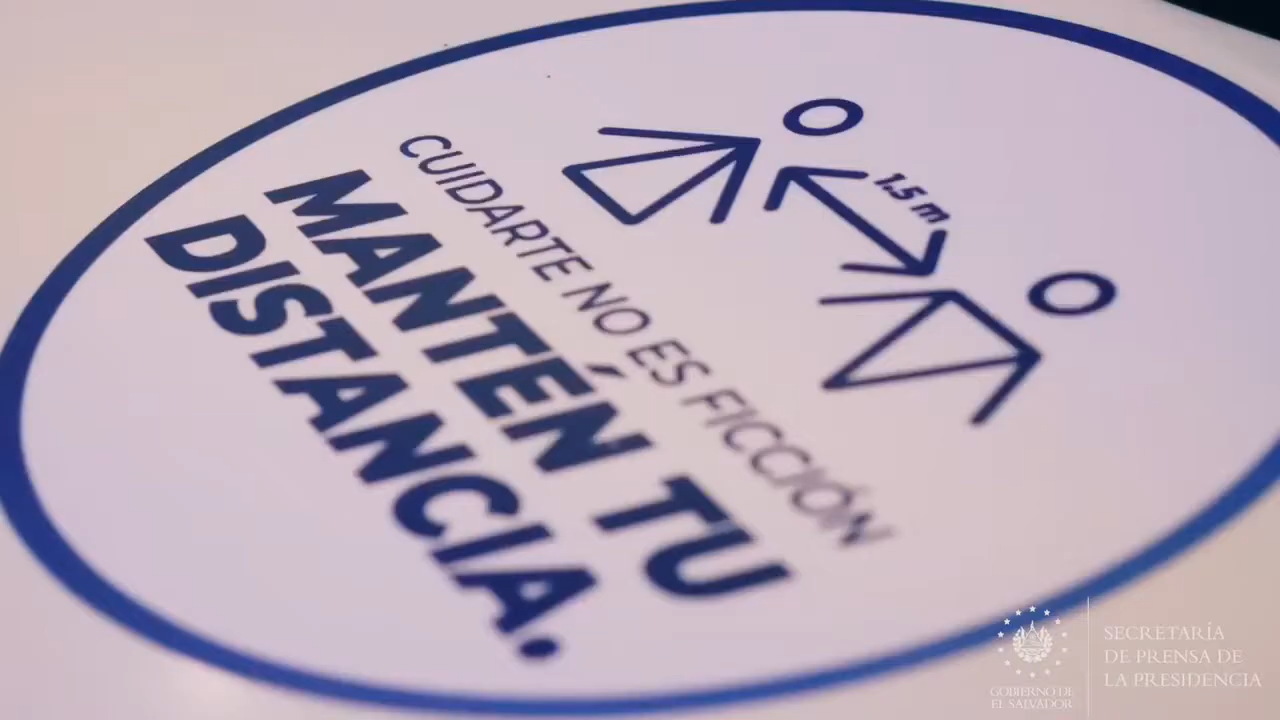 1.5 m
CUIDARTE NO ES FICCIÓN
MANTÉN TU
DISTANCIA.
GOBIERNO DE
EL SALVADOR
SECRETARÍA
DE PRENSA DE
LA PRESIDENCIA